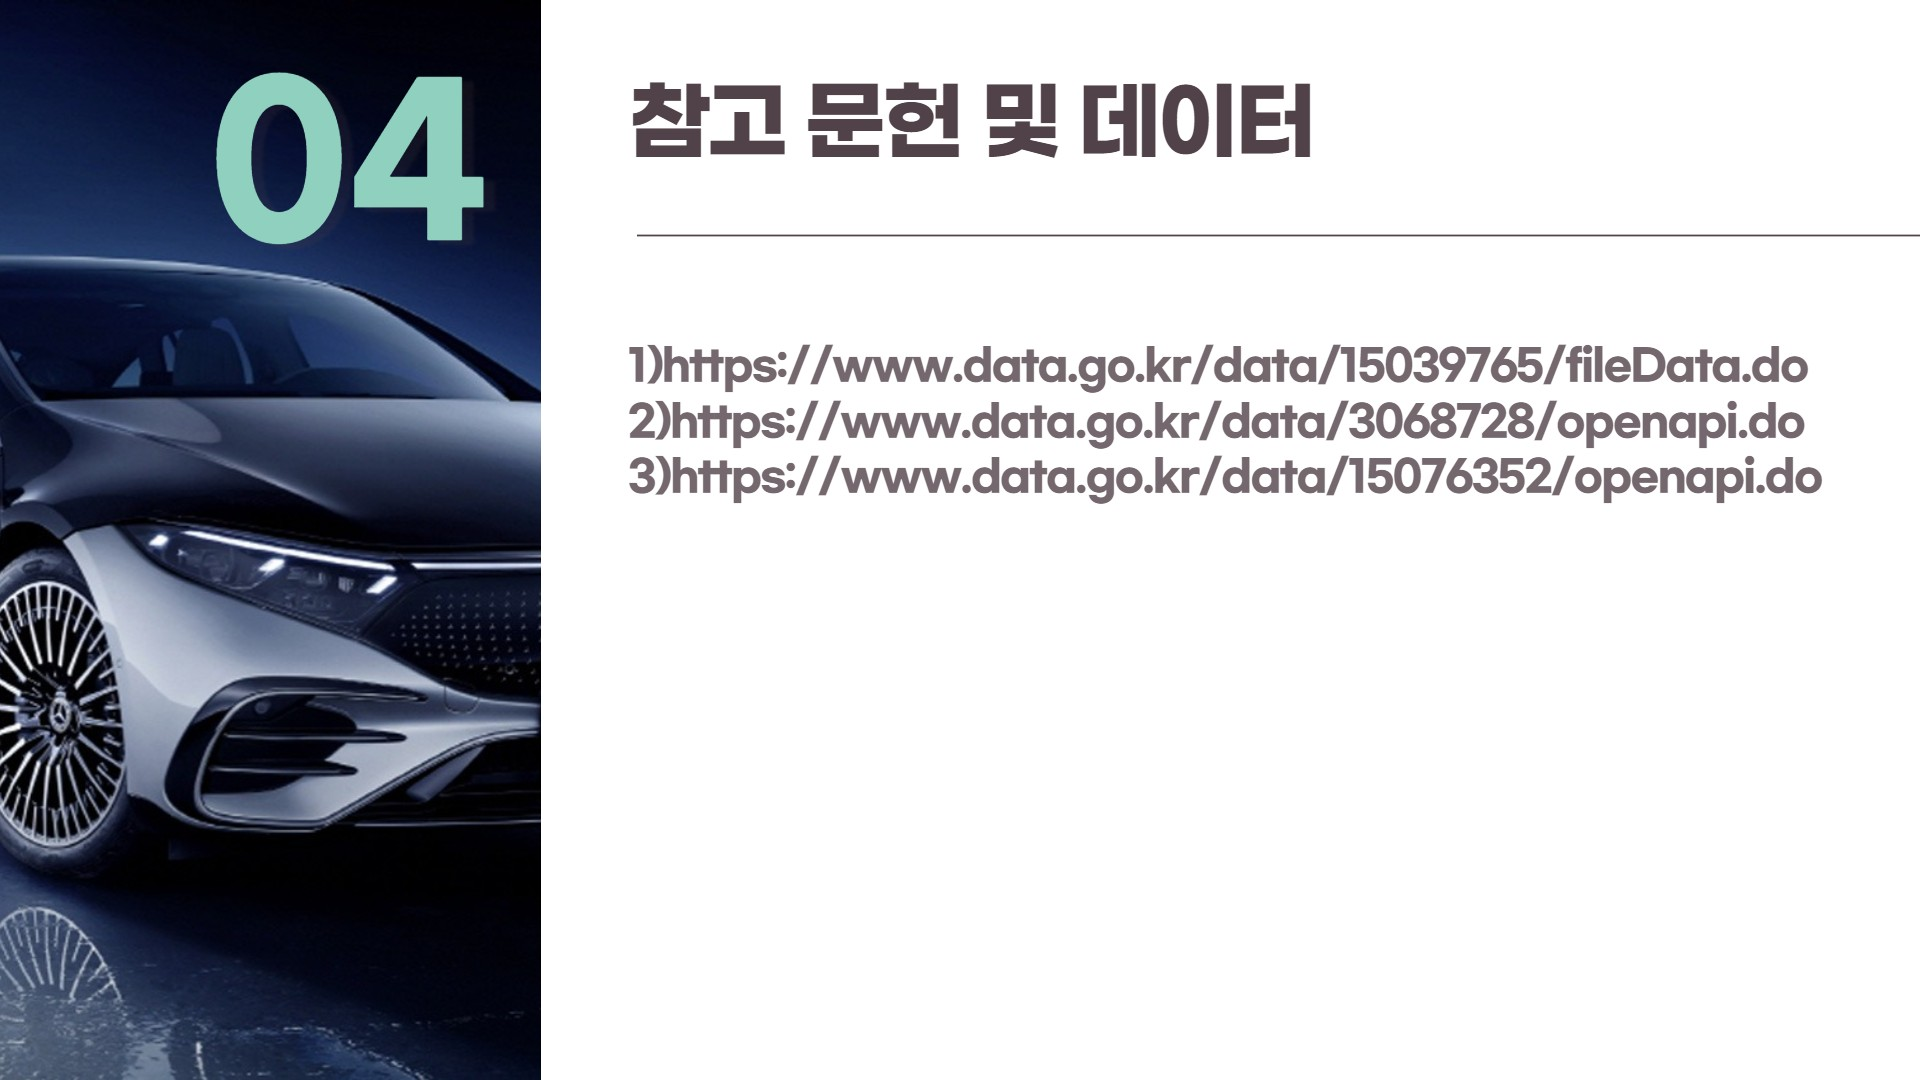 04
참고 문헌 및 데이터
1)https://www.data.go.kr/data/15039765/fileData.do
2)https://www.data.go.kr/data/3068728/openapi.do
3)https://www.data.go.kr/data/15076352/openapi.do